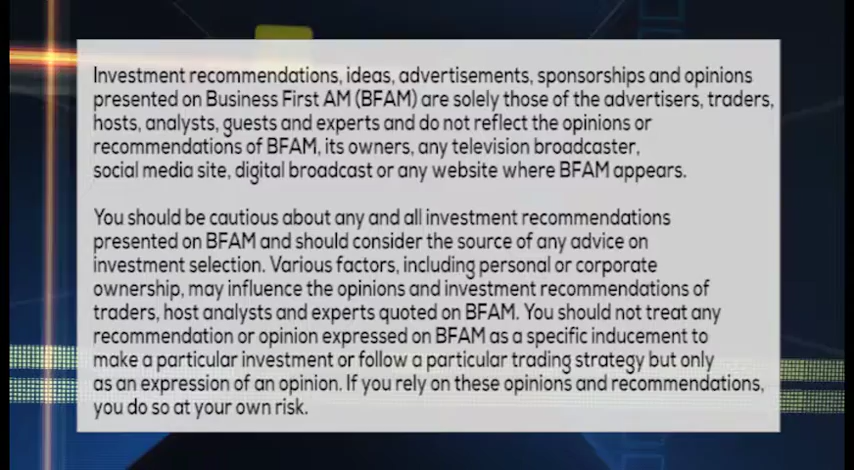 Investment recommendations, ideas, advertisements, sponsorships and opinions
presented on Business First AM (BFAM) are solely those of the advertisers, traders,
hosts, analysts, guests and experts and do not reflect the opinions or
recommendations of BFAM, its owners, any television broadcaster,
social media site, digital broadcast or any website where BFAM appears.
You should be cautious about any and all investment recommendations
presented on BFAM and should consider the source of any advice on
investment selection. Various factors, including personal or corporate
ownership, may influence the opinions and investment recommendations of
traders, host analysts and experts quoted on BFAM. You should not treat any
recommendation or opinion expressed on BFAM as a specific inducement to
make a particular investment or follow a particular trading strategy but only
as an expression of an opinion. If you rely on these opinions and recommendations,
you do so at your own risk.